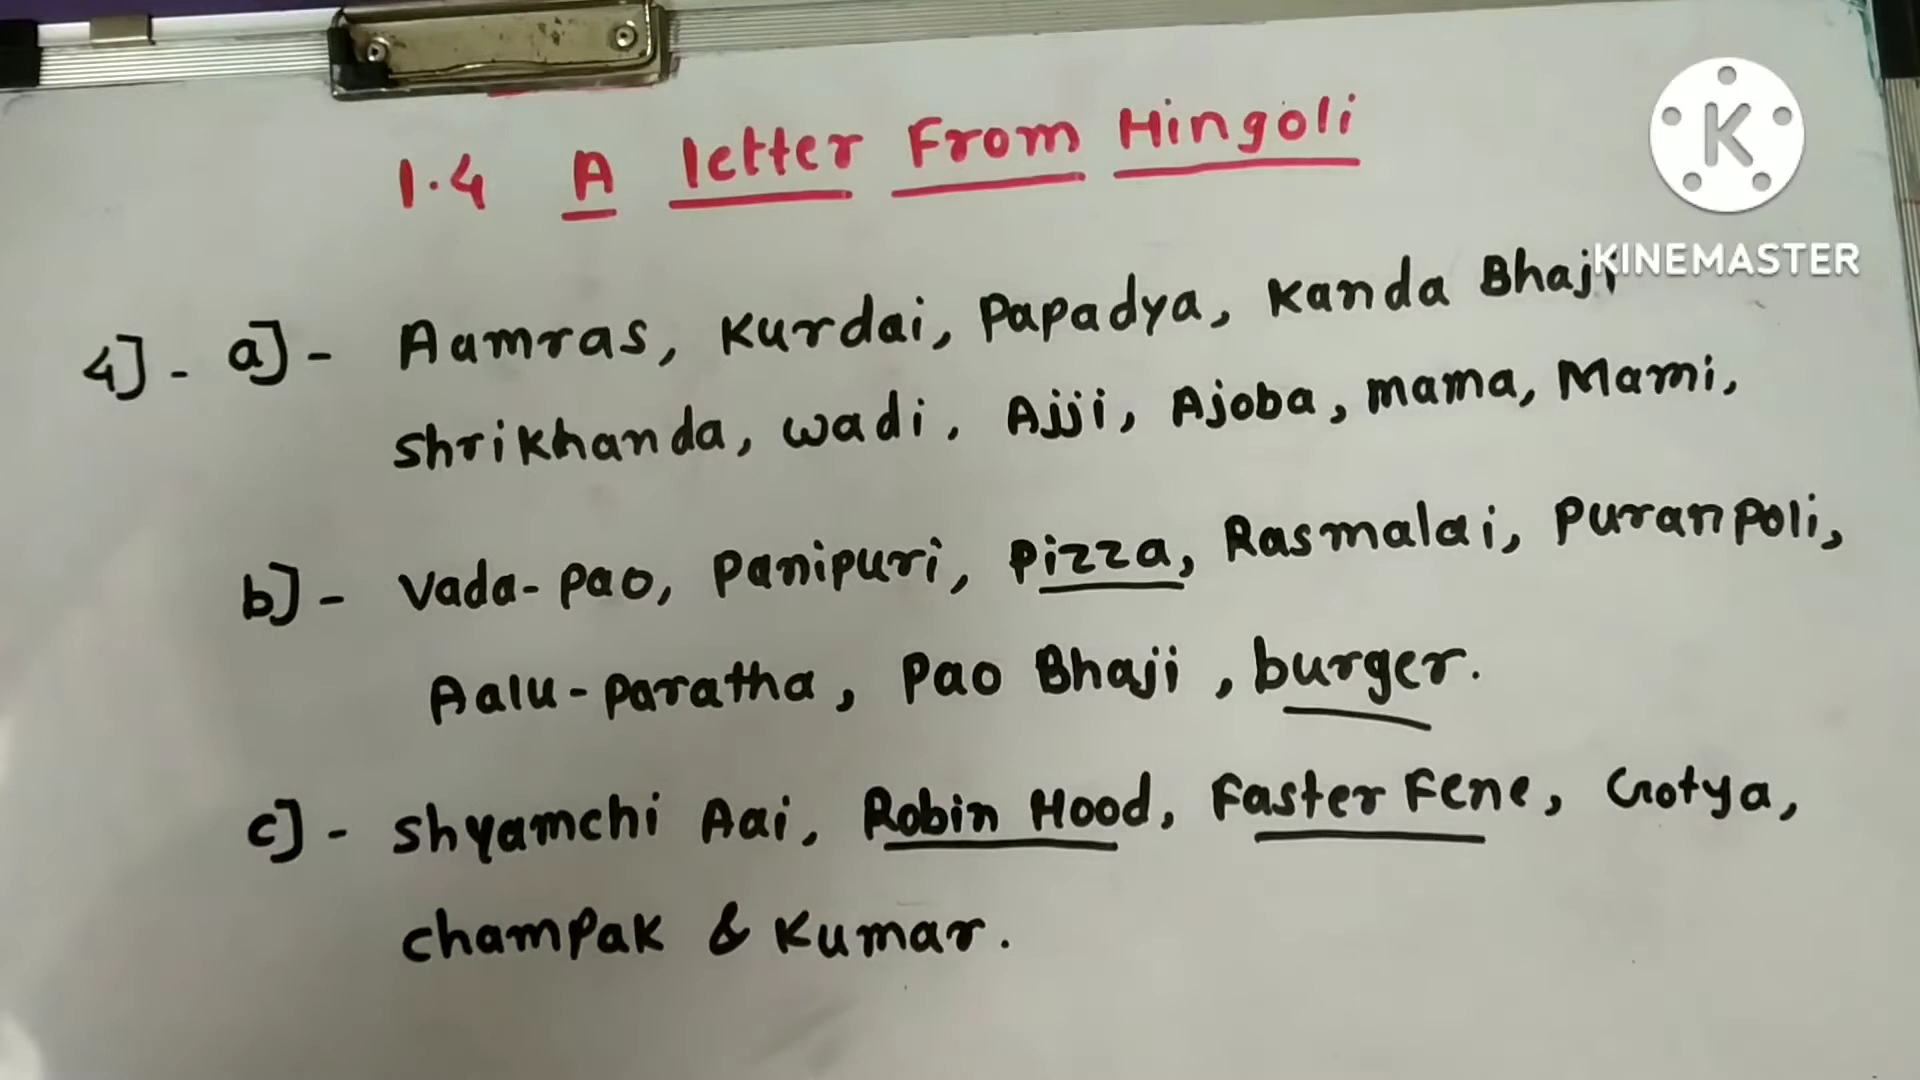 1.4 A letter From Hingoli
K
KINEMASTER
4] - a] - Aamras, Kurdai, Papadya, Kanda Bhaji
Shrikhanda, wadi, Ajji, Ajoba, mama, Mami,
b] - Vada-pao, Panipuri, Pizza, Rasmalai, Puranpoli,
Aalu-paratha, Pao Bhaji, burger.
c] - Shyamchi Aai, Robin Hood, Faster Fene, Gotya,
Champak & Kumar.